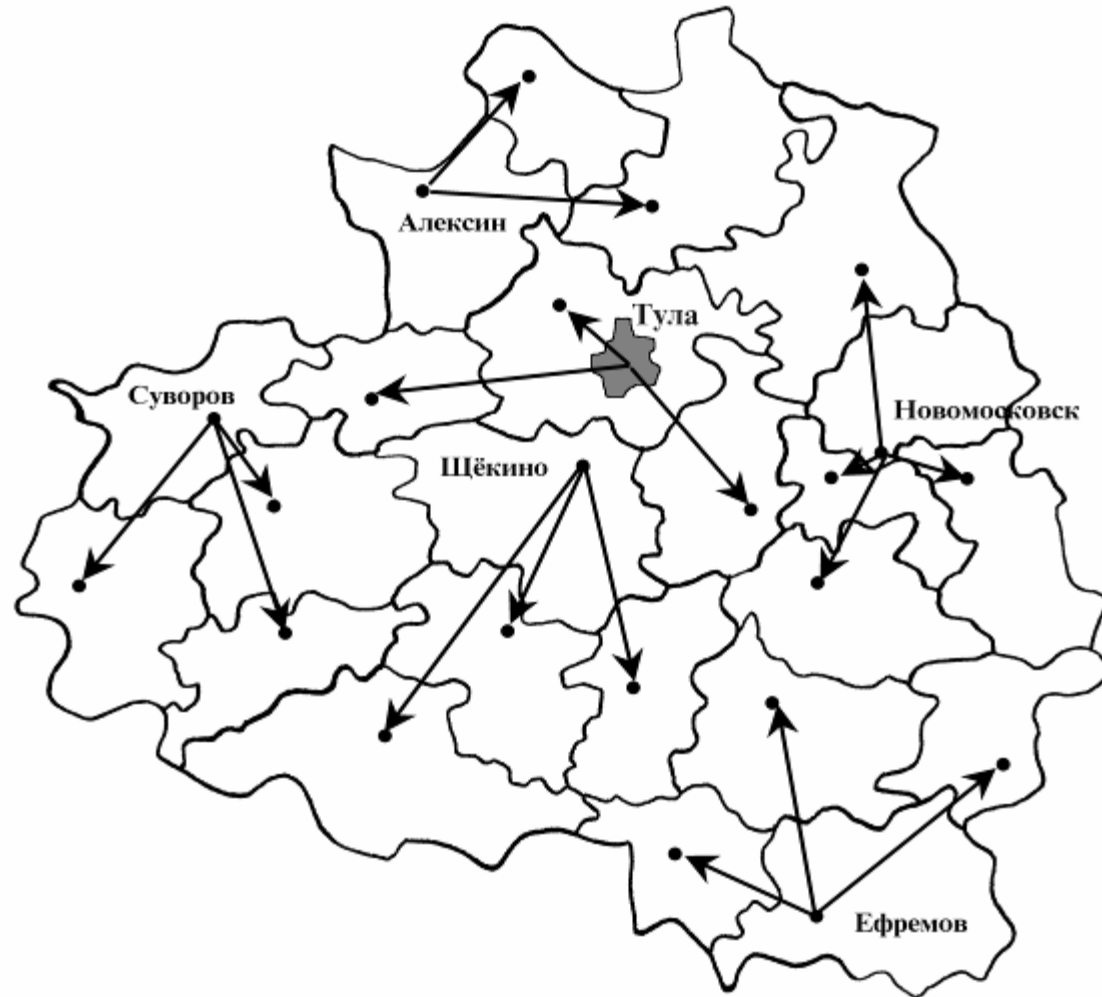 Алексин
Тула
Суворов
Новомосковск
Щёкино
Ефремов